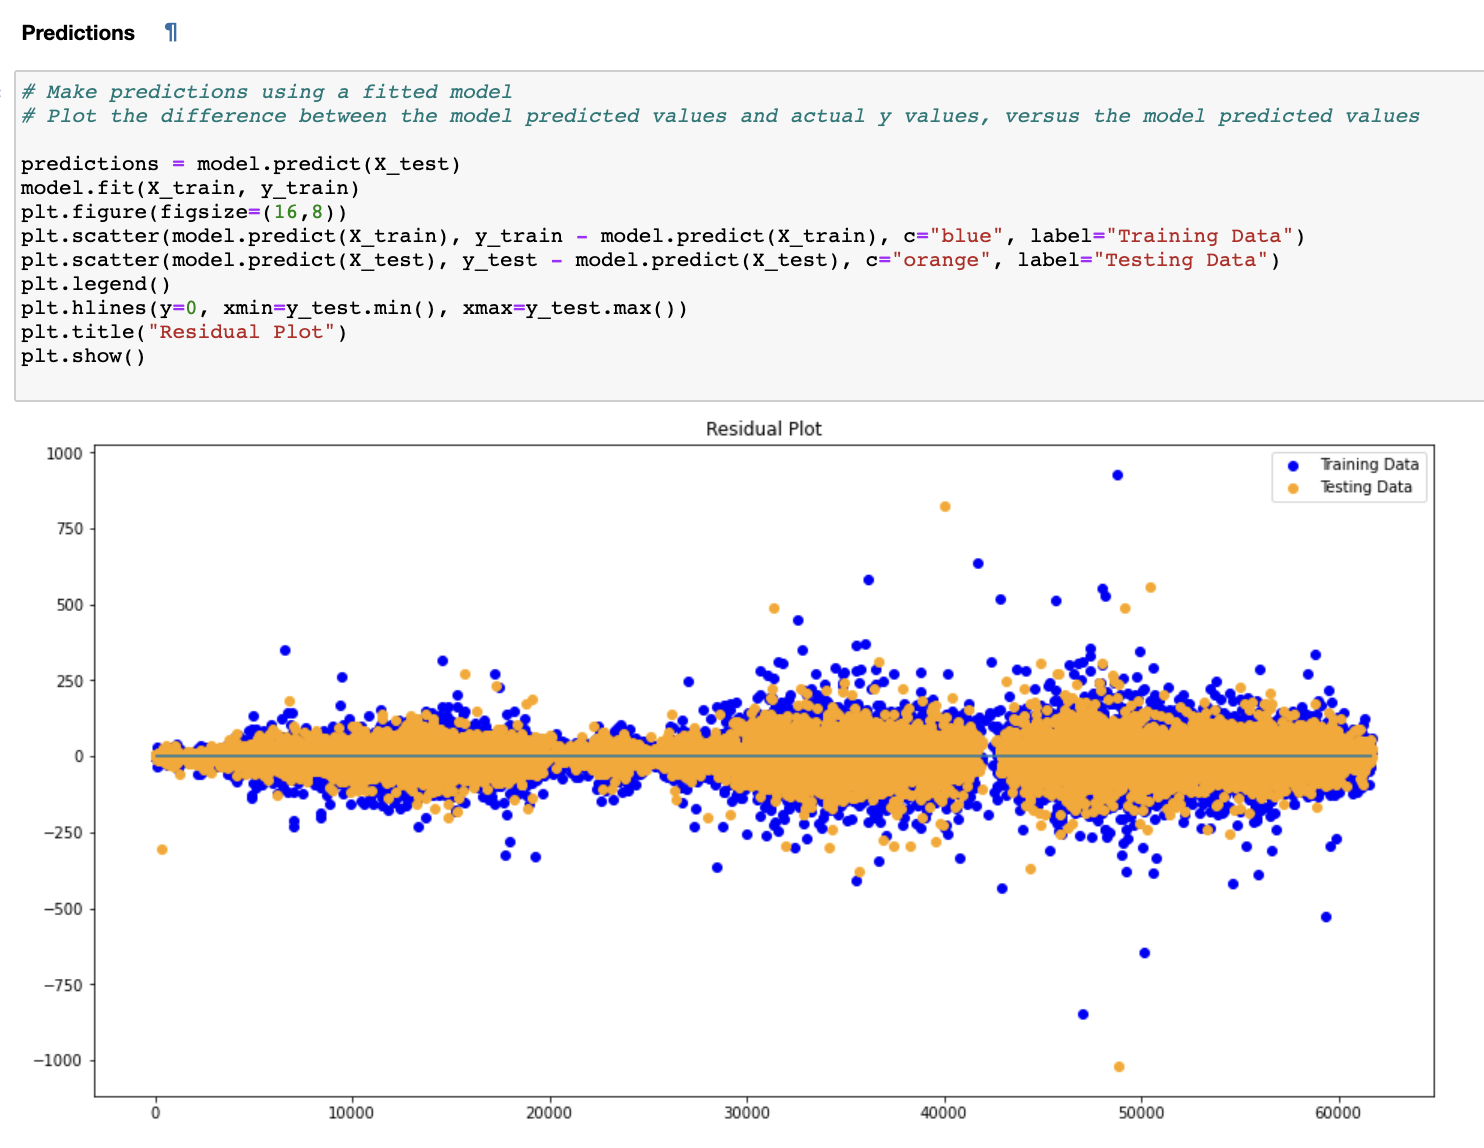 Predictions ¶
# Make predictions using a fitted model
# Plot the difference between the model predicted values and actual y values, versus the model predicted values
predictions = model.predict(X_test)
model.fit(X_train, y_train)
plt.figure(figsize=(16,8))
plt.scatter(model.predict(X_train), y_train - model.predict(X_train), c="blue", label="Training Data")
plt.scatter(model.predict(X_test), y_test - model.predict(X_test), c="orange", label="Testing Data")
plt.legend()
plt.hlines(y=0, xmin=y_test.min(), xmax=y_test.max())
plt.title("Residual Plot")
plt.show()
Residual Plot
Training Data
Testing Data
1000
750
500
250
0
−250
−500
−750
−1000
0 10000 20000 30000 40000 50000 60000